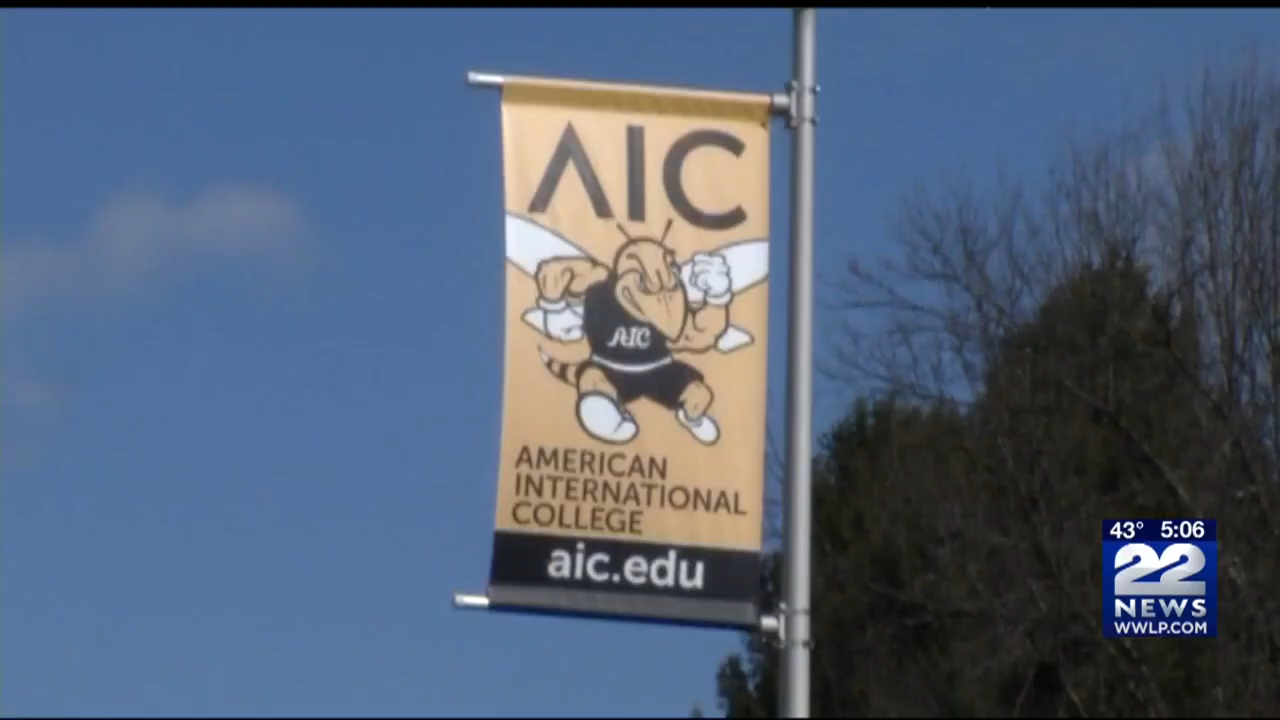 AIC
AIC
AMERICAN
INTERNATIONAL
COLLEGE
aic.edu
43° 5:06
22
NEWS
WWLP.COM